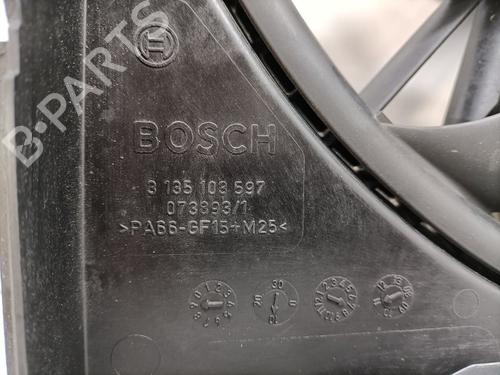 B-PARTS
BOSCH
3 135 103 597
073893/1
>PA66-GF15+M25<